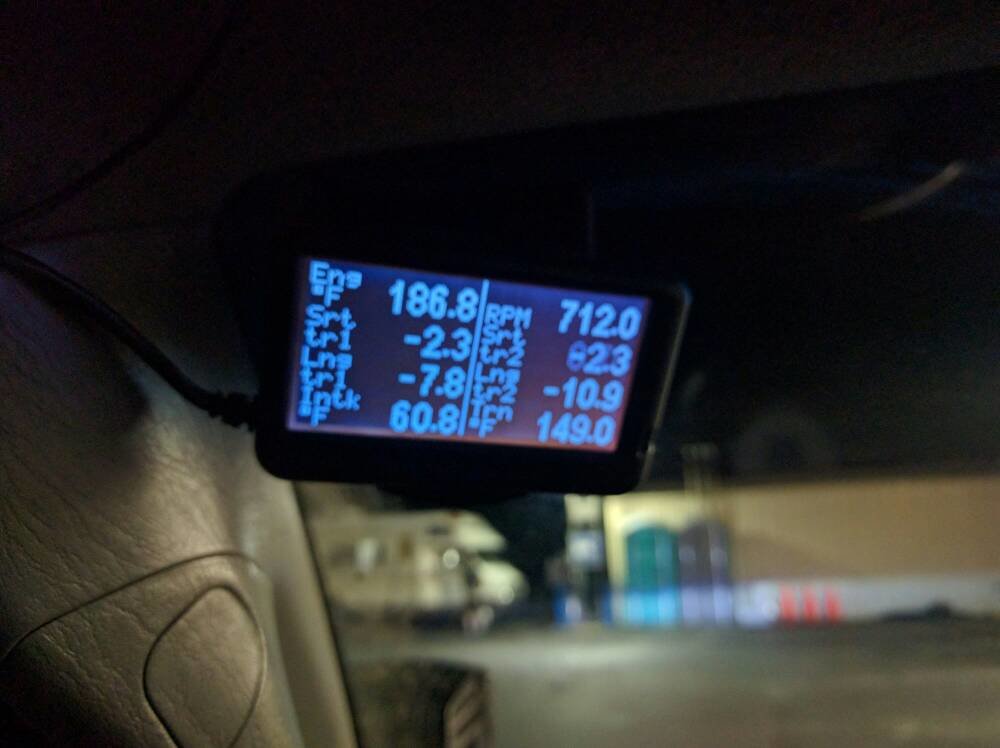 Eng
°F 186.8
Srt
tr1 -2.3
Lng
tr1 -7.8
Intk
°F 60.8
RPM 712.0
Srt
tr2
Lng
tr2 -10.9
Trn
°F 149.0